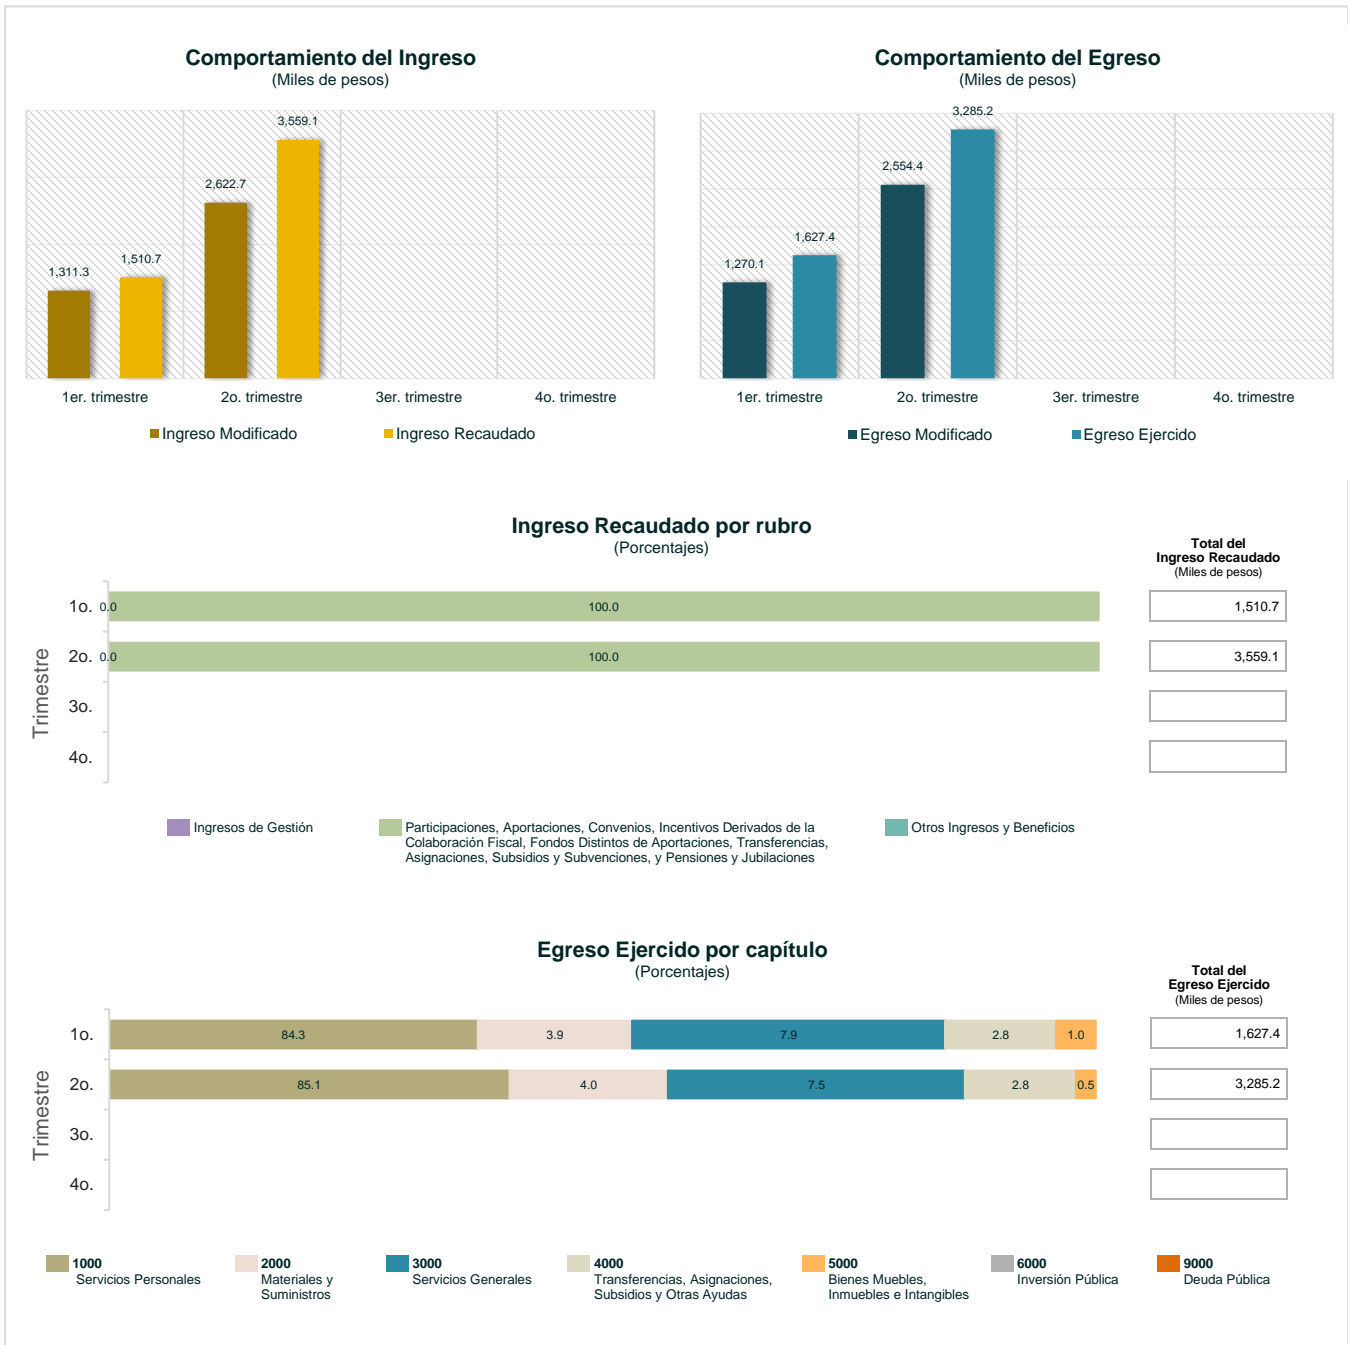 Comportamiento del Ingreso
(Miles de pesos)
3,559.1
2,622.7
1,510.7
1,311.3
1er. trimestre 2o. trimestre 3er. trimestre 4o. trimestre
Ingreso Modificado Ingreso Recaudado
Comportamiento del Egreso
(Miles de pesos)
3,285.2
2,554.4
1,627.4
1,270.1
1er. trimestre 2o. trimestre 3er. trimestre 4o. trimestre
Egreso Modificado Egreso Ejercido
Ingreso Recaudado por rubro
(Porcentajes)
Total del
Ingreso Recaudado
(Miles de pesos)
Trimestre
1o. 0.0 100.0 1,510.7
2o. 0.0 100.0 3,559.1
3o.
4o.
Ingresos de Gestión
Participaciones, Aportaciones, Convenios, Incentivos Derivados de la
Colaboración Fiscal, Fondos Distintos de Aportaciones, Transferencias,
Asignaciones, Subsidios y Subvenciones, y Pensiones y Jubilaciones
Otros Ingresos y Beneficios
Egreso Ejercido por capítulo
(Porcentajes)
Total del
Egreso Ejercido
(Miles de pesos)
Trimestre
1o. 84.3 3.9 7.9 2.8 1.0 1,627.4
2o. 85.1 4.0 7.5 2.8 0.5 3,285.2
3o.
4o.
1000
Servicios Personales
2000
Materiales y
Suministros
3000
Servicios Generales
4000
Transferencias, Asignaciones,
Subsidios y Otras Ayudas
5000
Bienes Muebles,
Inmuebles e Intangibles
6000
Inversión Pública
9000
Deuda Pública